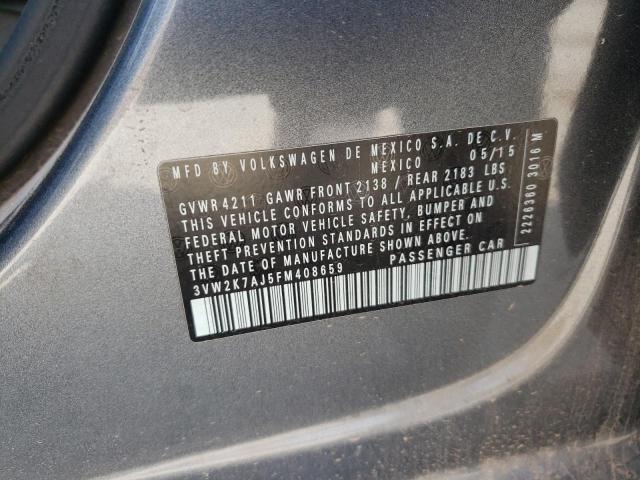 MFD BY VOLKSWAGEN DE MEXICO S.A. DE C.V.
MEXICO 05/15
GVWR 4211 GAWR FRONT 2138 / REAR 2183 LBS
THIS VEHICLE CONFORMS TO ALL APPLICABLE U.S.
FEDERAL MOTOR VEHICLE SAFETY, BUMPER AND
THEFT PREVENTION STANDARDS IN EFFECT ON
THE DATE OF MANUFACTURE SHOWN ABOVE.
3VW2K7AJ5FM408659 PASSENGER CAR
2226360 3016 M